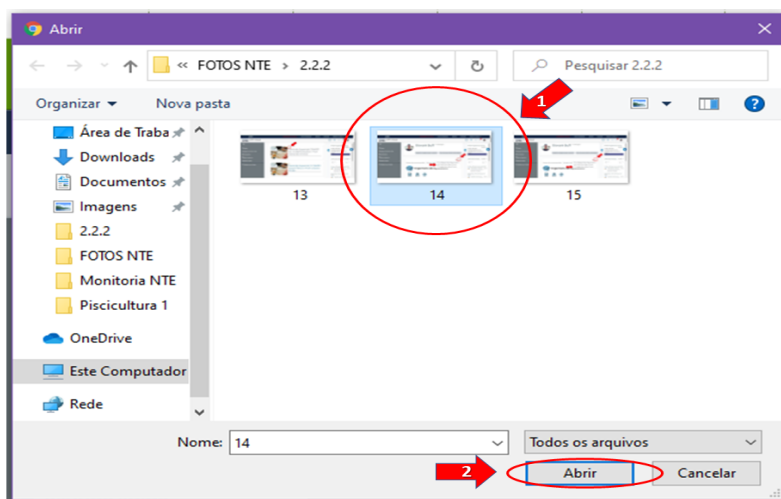 Abrir
« FOTOS NTE > 2.2.2
Pesquisar 2.2.2
Organizar
Nova pasta
1
Área de Traba
Downloads
Documentos
Imagens
2.2.2
FOTOS NTE
Monitoria NTE
Piscicultura 1
OneDrive
Este Computador
Rede
13
14
15
Nome: 14
Todos os arquivos
2
Abrir
Cancelar